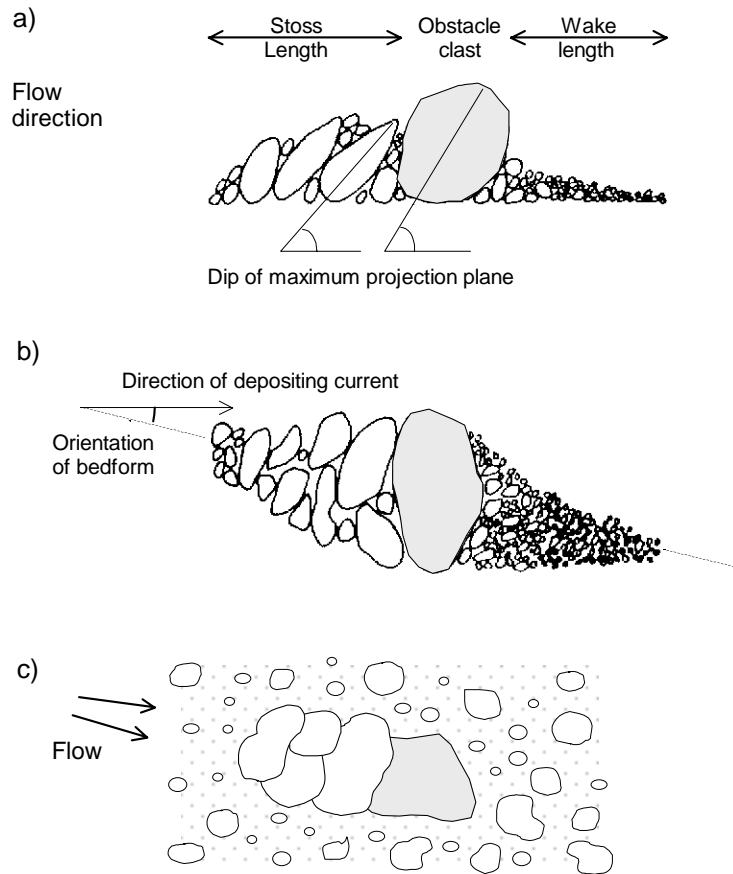 a)
Stoss
Length
Obstacle
clast
Wake
length
Flow
direction
Dip of maximum projection plane
b)
Direction of depositing current
Orientation
of bedform
c)
Flow